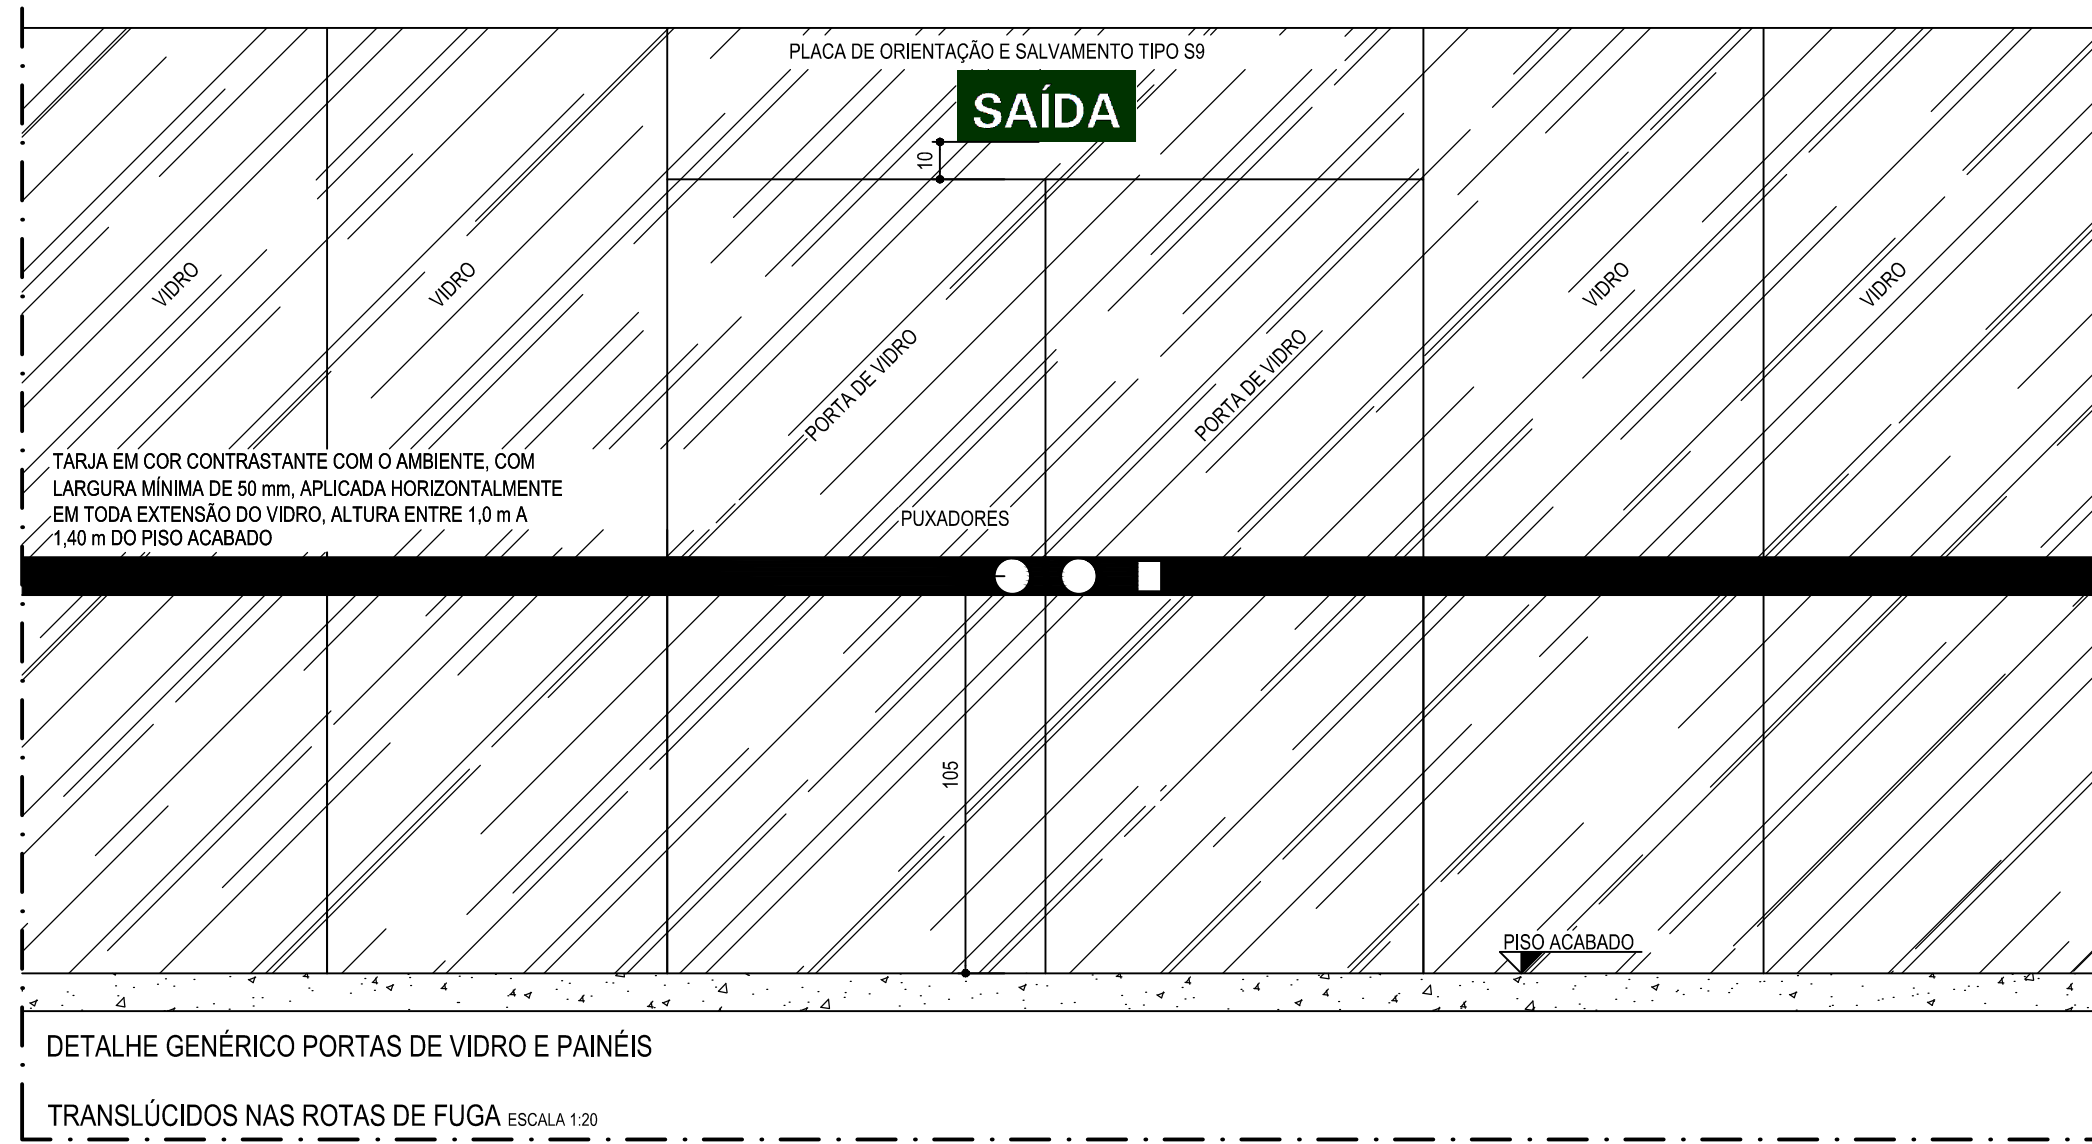 PLACA DE ORIENTAÇÃO E SALVAMENTO TIPO S9
SAÍDA
10
VIDRO
VIDRO
VIDRO
VIDRO
PORTA DE VIDRO
PORTA DE VIDRO
TARJA EM COR CONTRASTANTE COM O AMBIENTE, COM
LARGURA MÍNIMA DE 50 mm, APLICADA HORIZONTALMENTE
EM TODA EXTENSÃO DO VIDRO, ALTURA ENTRE 1,0 m A
1,40 m DO PISO ACABADO
PUXADORES
105
PISO ACABADO
DETALHE GENÉRICO PORTAS DE VIDRO E PAINÉIS
TRANSLÚCIDOS NAS ROTAS DE FUGA ESCALA 1:20